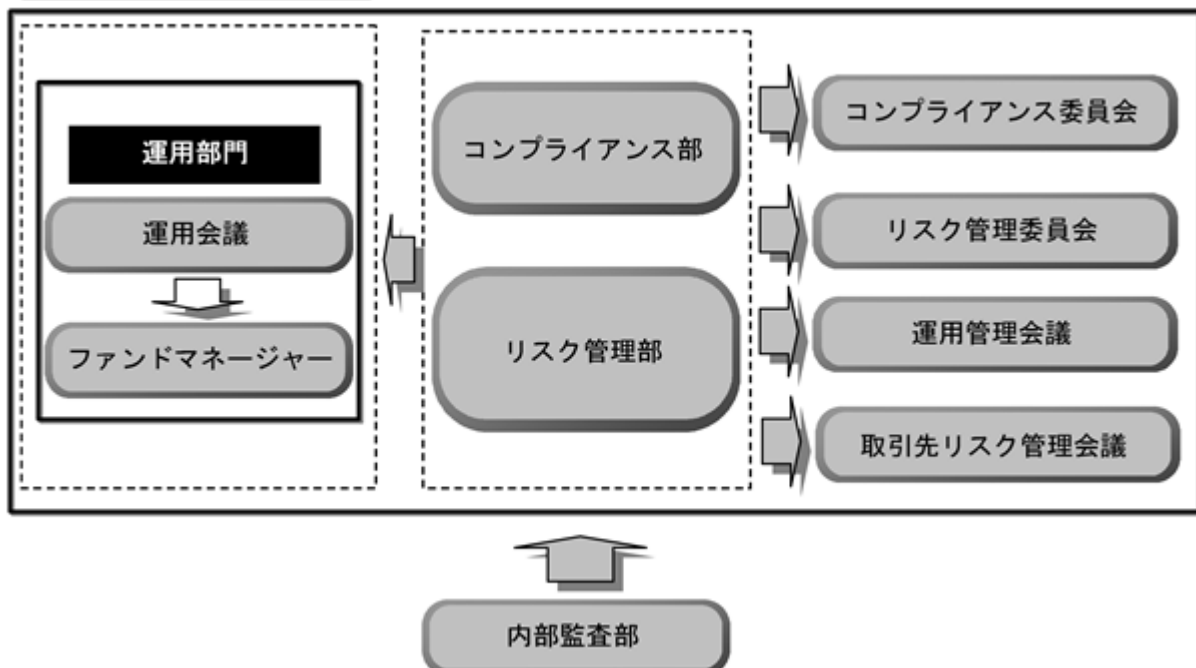 運用部門
運用会議
ファンドマネージャー
コンプライアンス部
リスク管理部
コンプライアンス委員会
リスク管理委員会
運用管理会議
取引先リスク管理会議
内部監査部